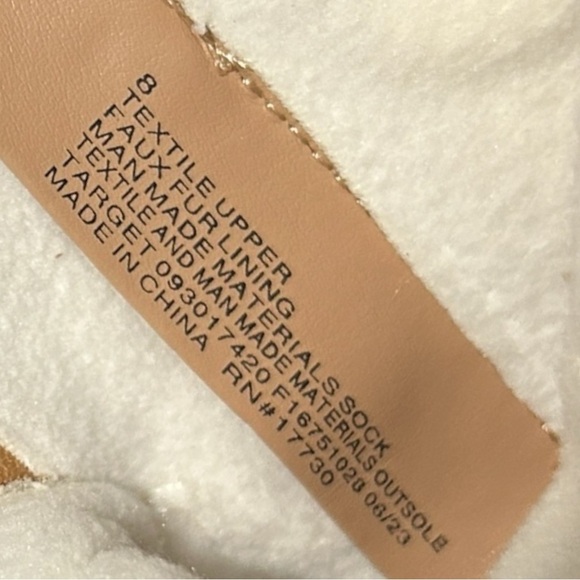 8
TEXTILE UPPER
FAUX FUR LINING
MAN MADE MATERIALS SOCK
TEXTILE AND MAN MADE MATERIALS OUTSOLE
TARGET 093017420 F16751028 06/23
MADE IN CHINA RN#17730